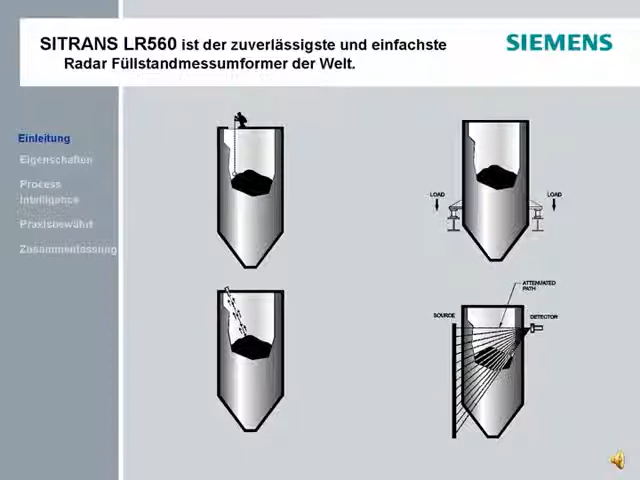 SITRANS LR560 ist der zuverlässigste und einfachste
Radar Füllstandmessumformer der Welt.
SIEMENS
Einleitung
Eigenschaften
Process
Intelligence
Praxisbewährt
Zusammenfassung
LOAD
LOAD
ATTENUATED
PATH
SOURCE
DETECTOR